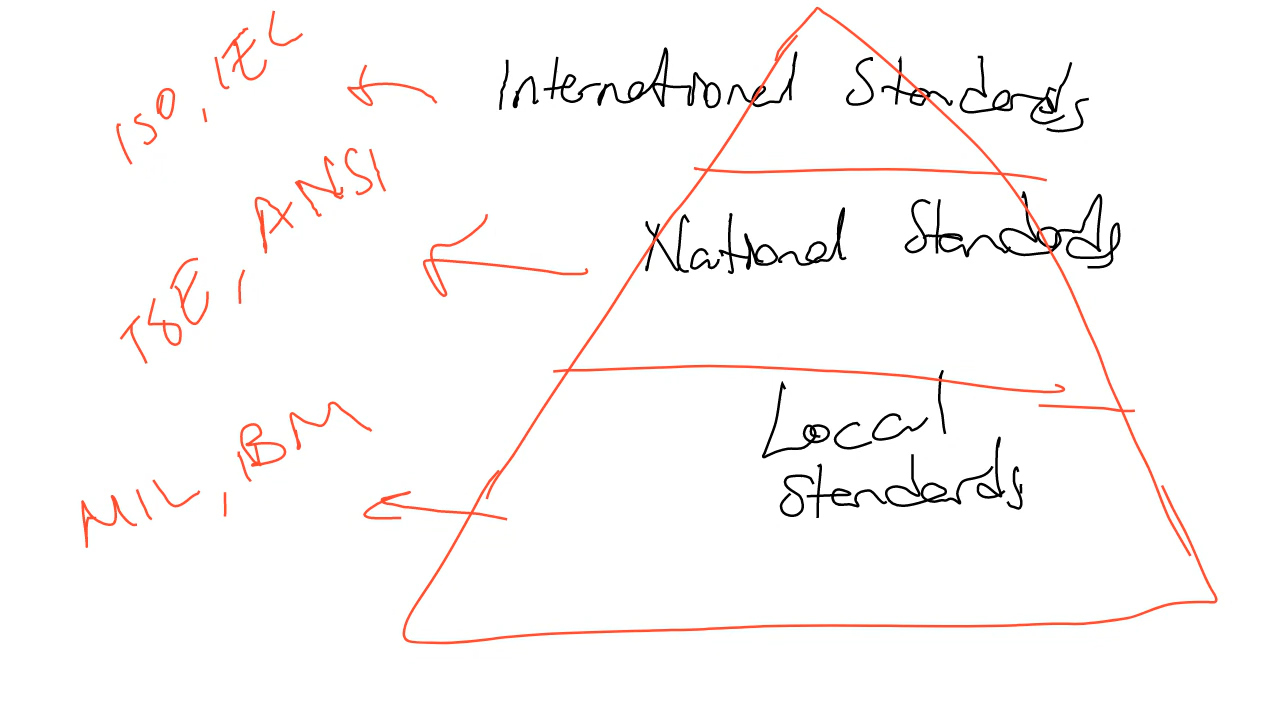 ISO, IEC
International Standards
TSE, ANSI
National Standards
MIL, IBM
Local
Standards